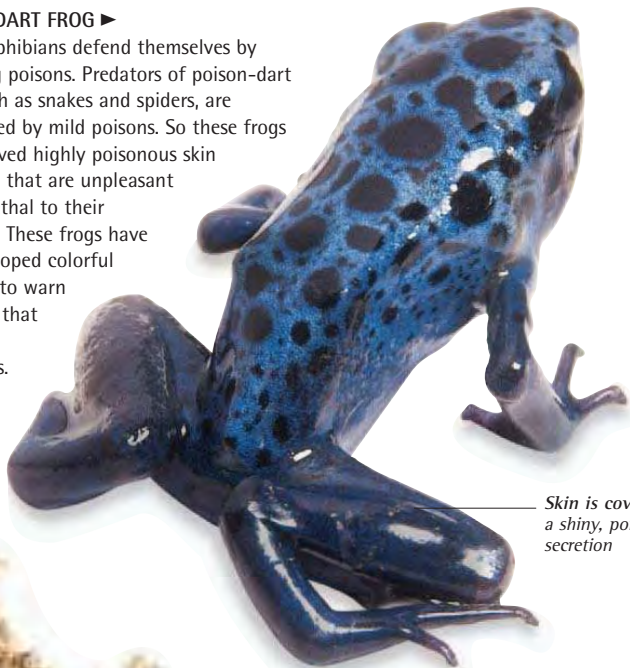 DART FROG ►
phibians defend themselves by
g poisons. Predators of poison-dart
h as snakes and spiders, are
ed by mild poisons. So these frogs
ved highly poisonous skin
that are unpleasant
thal to their
These frogs have
oped colorful
to warn
that
s.
Skin is cov
a shiny, po
secretion